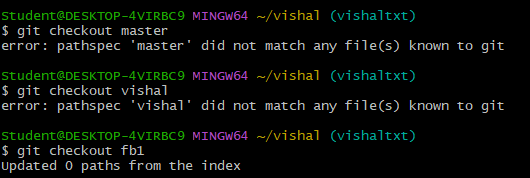 Student@DESKTOP-4VIRBC9 MINGW64 ~/vishal (vishaltxt)
$ git checkout master
error: pathspec 'master' did not match any file(s) known to git
Student@DESKTOP-4VIRBC9 MINGW64 ~/vishal (vishaltxt)
$ git checkout vishal
error: pathspec 'vishal' did not match any file(s) known to git
Student@DESKTOP-4VIRBC9 MINGW64 ~/vishal (vishaltxt)
$ git checkout fb1
Updated 0 paths from the index